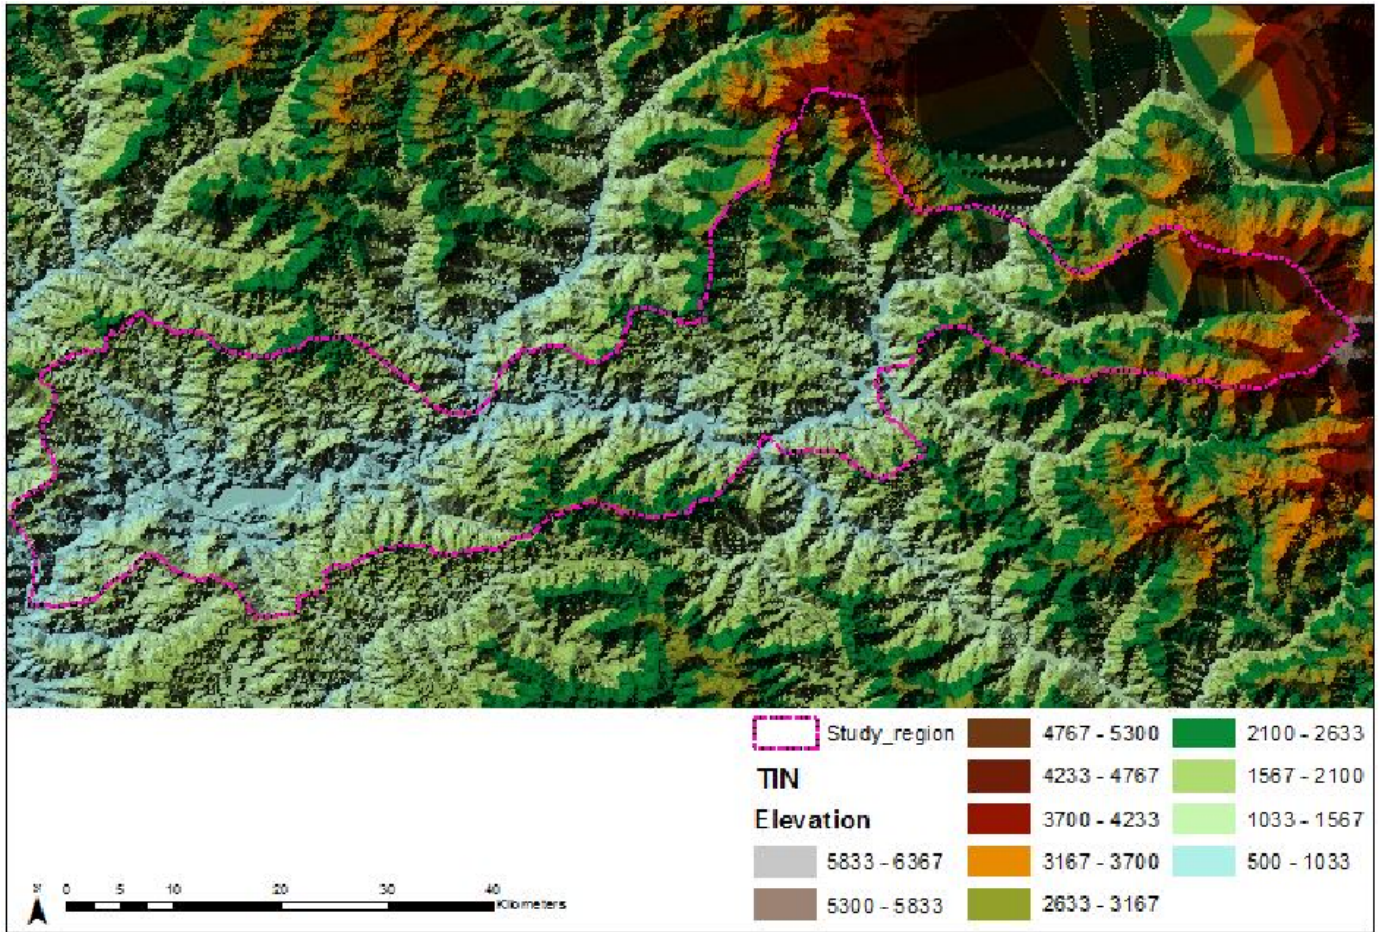 Study_region
TIN
Elevation
5833 - 6367
5300 - 5833
4767 - 5300
4233 - 4767
3700 - 4233
3167 - 3700
2633 - 3167
2100 - 2633
1567 - 2100
1033 - 1567
500 - 1033
N
0 5 10 20 30 40
Kilometers